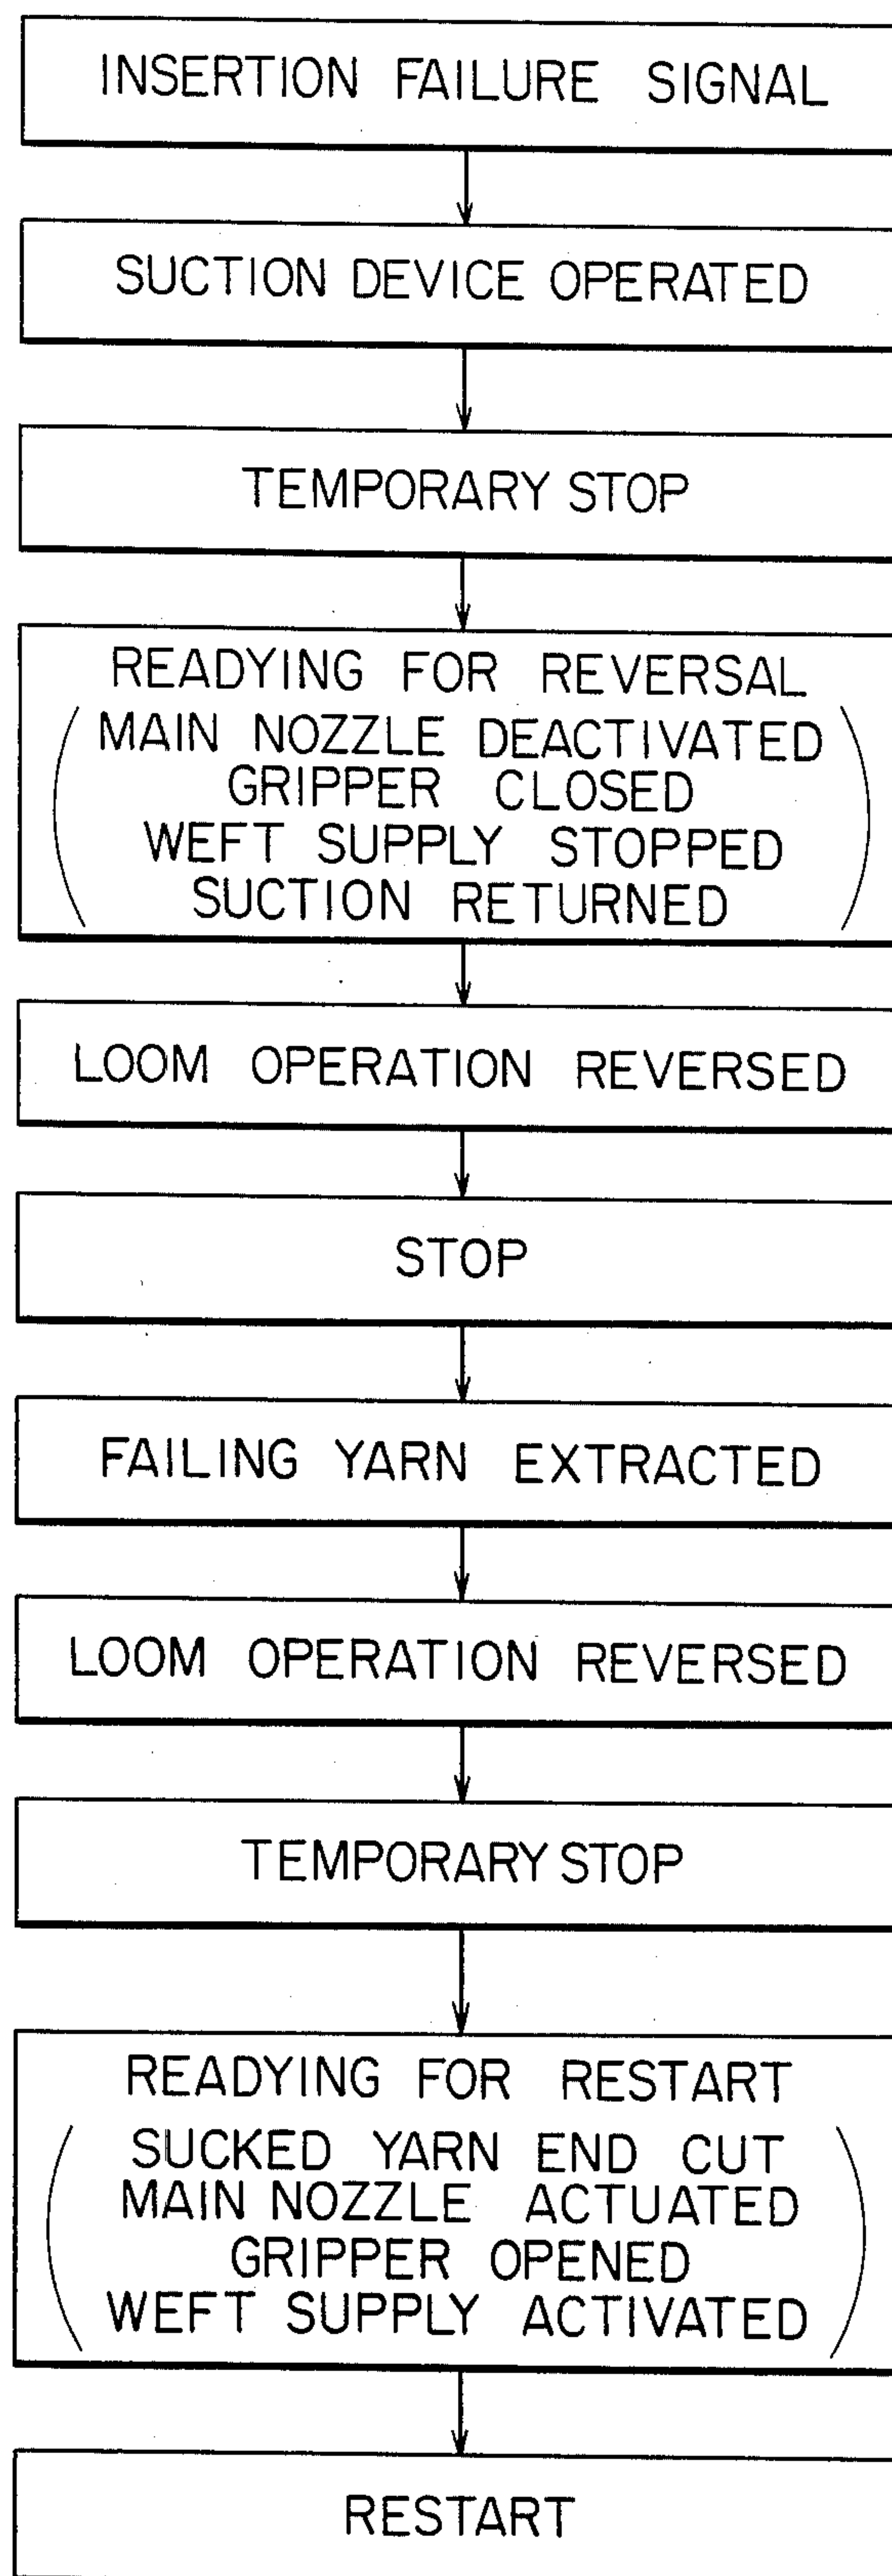 INSERTION FAILURE SIGNAL
SUCTION DEVICE OPERATED
TEMPORARY STOP
READYING FOR REVERSAL
MAIN NOZZLE DEACTIVATED
GRIPPER CLOSED
WEFT SUPPLY STOPPED
SUCTION RETURNED
LOOM OPERATION REVERSED
STOP
FAILING YARN EXTRACTED
LOOM OPERATION REVERSED
TEMPORARY STOP
READYING FOR RESTART
SUCKED YARN END CUT
MAIN NOZZLE ACTUATED
GRIPPER OPENED
WEFT SUPPLY ACTIVATED
RESTART